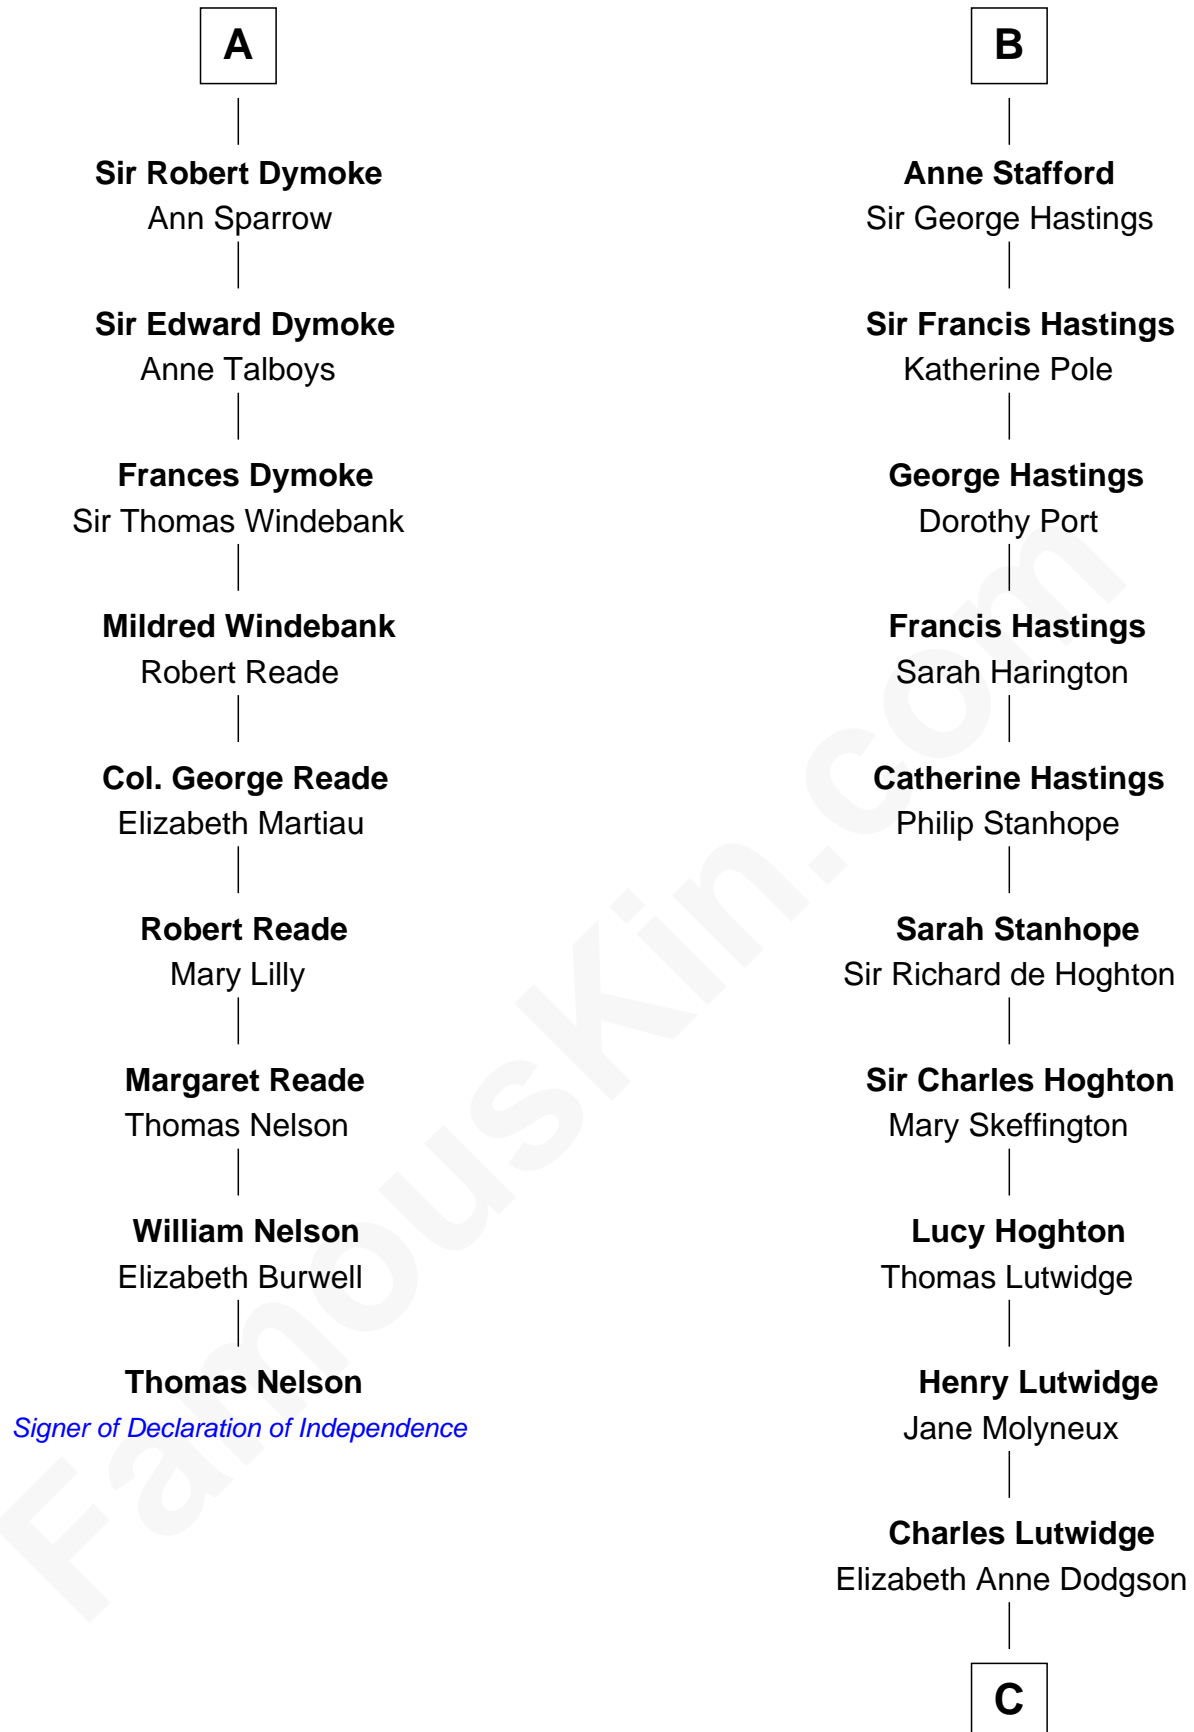 A
Sir Robert Dymoke
Ann Sparrow
Sir Edward Dymoke
Anne Talboys
Frances Dymoke
Sir Thomas Windebank
Mildred Windebank
Robert Reade
Col. George Reade
Elizabeth Martiau
Robert Reade
Mary Lilly
Margaret Reade
Thomas Nelson
William Nelson
Elizabeth Burwell
Thomas Nelson
Signer of Declaration of Independence
B
Anne Stafford
Sir George Hastings
Sir Francis Hastings
Katherine Pole
George Hastings
Dorothy Port
Francis Hastings
Sarah Harington
Catherine Hastings
Philip Stanhope
Sarah Stanhope
Sir Richard de Hoghton
Sir Charles Hoghton
Mary Skeffington
Lucy Hoghton
Thomas Lutwidge
Henry Lutwidge
Jane Molyneux
Charles Lutwidge
Elizabeth Anne Dodgson
C
FamousKin.com